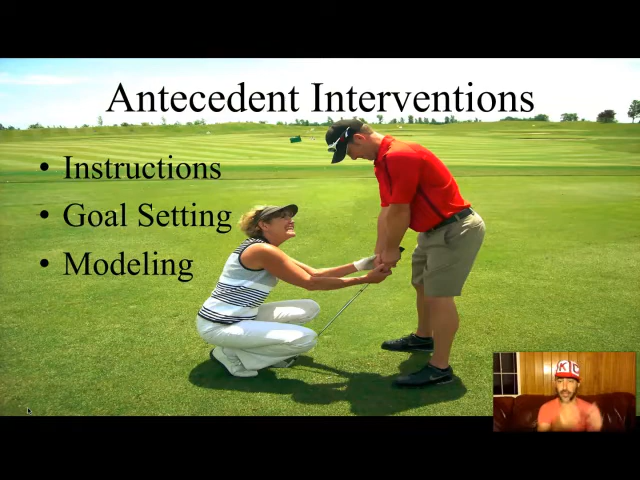 Antecedent Interventions
• Instructions
• Goal Setting
• Modeling